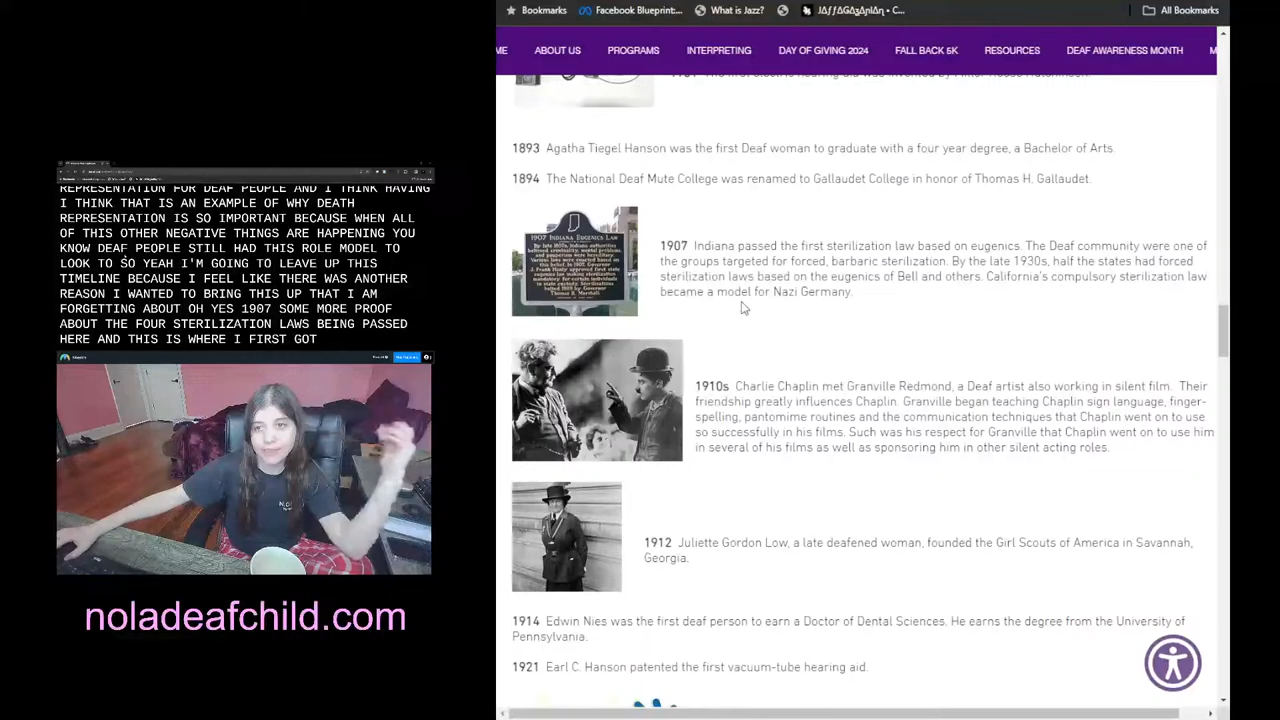 Bookmarks
Facebook Blueprint:...
What is Jazz?
All Bookmarks
ABOUT US
PROGRAMS
INTERPRETING
DAY OF GIVING 2024
FALL BACK 5K
RESOURCES
DEAF AWARENESS MONTH
REPRESENTATION FOR DEAF PEOPLE AND I THINK HAVING
I THINK THAT IS AN EXAMPLE OF WHY DEATH
REPRESENTATION IS SO IMPORTANT BECAUSE WHEN ALL
OF THIS OTHER NEGATIVE THINGS ARE HAPPENING YOU
KNOW DEAF PEOPLE STILL HAD THIS ROLE MODEL TO
LOOK TO SO YEAH I'M GOING TO LEAVE UP THIS
TIMELINE BECAUSE I FEEL LIKE THERE WAS ANOTHER
REASON I WANTED TO BRING THIS UP THAT I AM
FORGETTING ABOUT OH YES 1907 SOME MORE PROOF
ABOUT THE FOUR STERILIZATION LAWS BEING PASSED
HERE AND THIS IS WHERE I FIRST GOT
noladeafchild.com
1893 Agatha Tiegel Hanson was the first Deaf woman to graduate with a four year degree, a Bachelor of Arts.
1894 The National Deaf Mute College was renamed to Gallaudet College in honor of Thomas H. Gallaudet.
1907 INDIANA EUGENICS LAW
1907 Indiana passed the first sterilization law based on eugenics. The Deaf community were one of
the groups targeted for forced, barbaric sterilization. By the late 1930s, half the states had forced
sterilization laws based on the eugenics of Bell and others. California's compulsory sterilization law
became a model for Nazi Germany.
1910s Charlie Chaplin met Granville Redmond, a Deaf artist also working in silent film. Their
friendship greatly influences Chaplin. Granville began teaching Chaplin sign language, finger-
spelling, pantomime routines and the communication techniques that Chaplin went on to use
so successfully in his films. Such was his respect for Granville that Chaplin went on to use him
in several of his films as well as sponsoring him in other silent acting roles.
1912 Juliette Gordon Low, a late deafened woman, founded the Girl Scouts of America in Savannah,
Georgia.
1914 Edwin Nies was the first deaf person to earn a Doctor of Dental Sciences. He earns the degree from the University of
Pennsylvania.
1921 Earl C. Hanson patented the first vacuum-tube hearing aid.